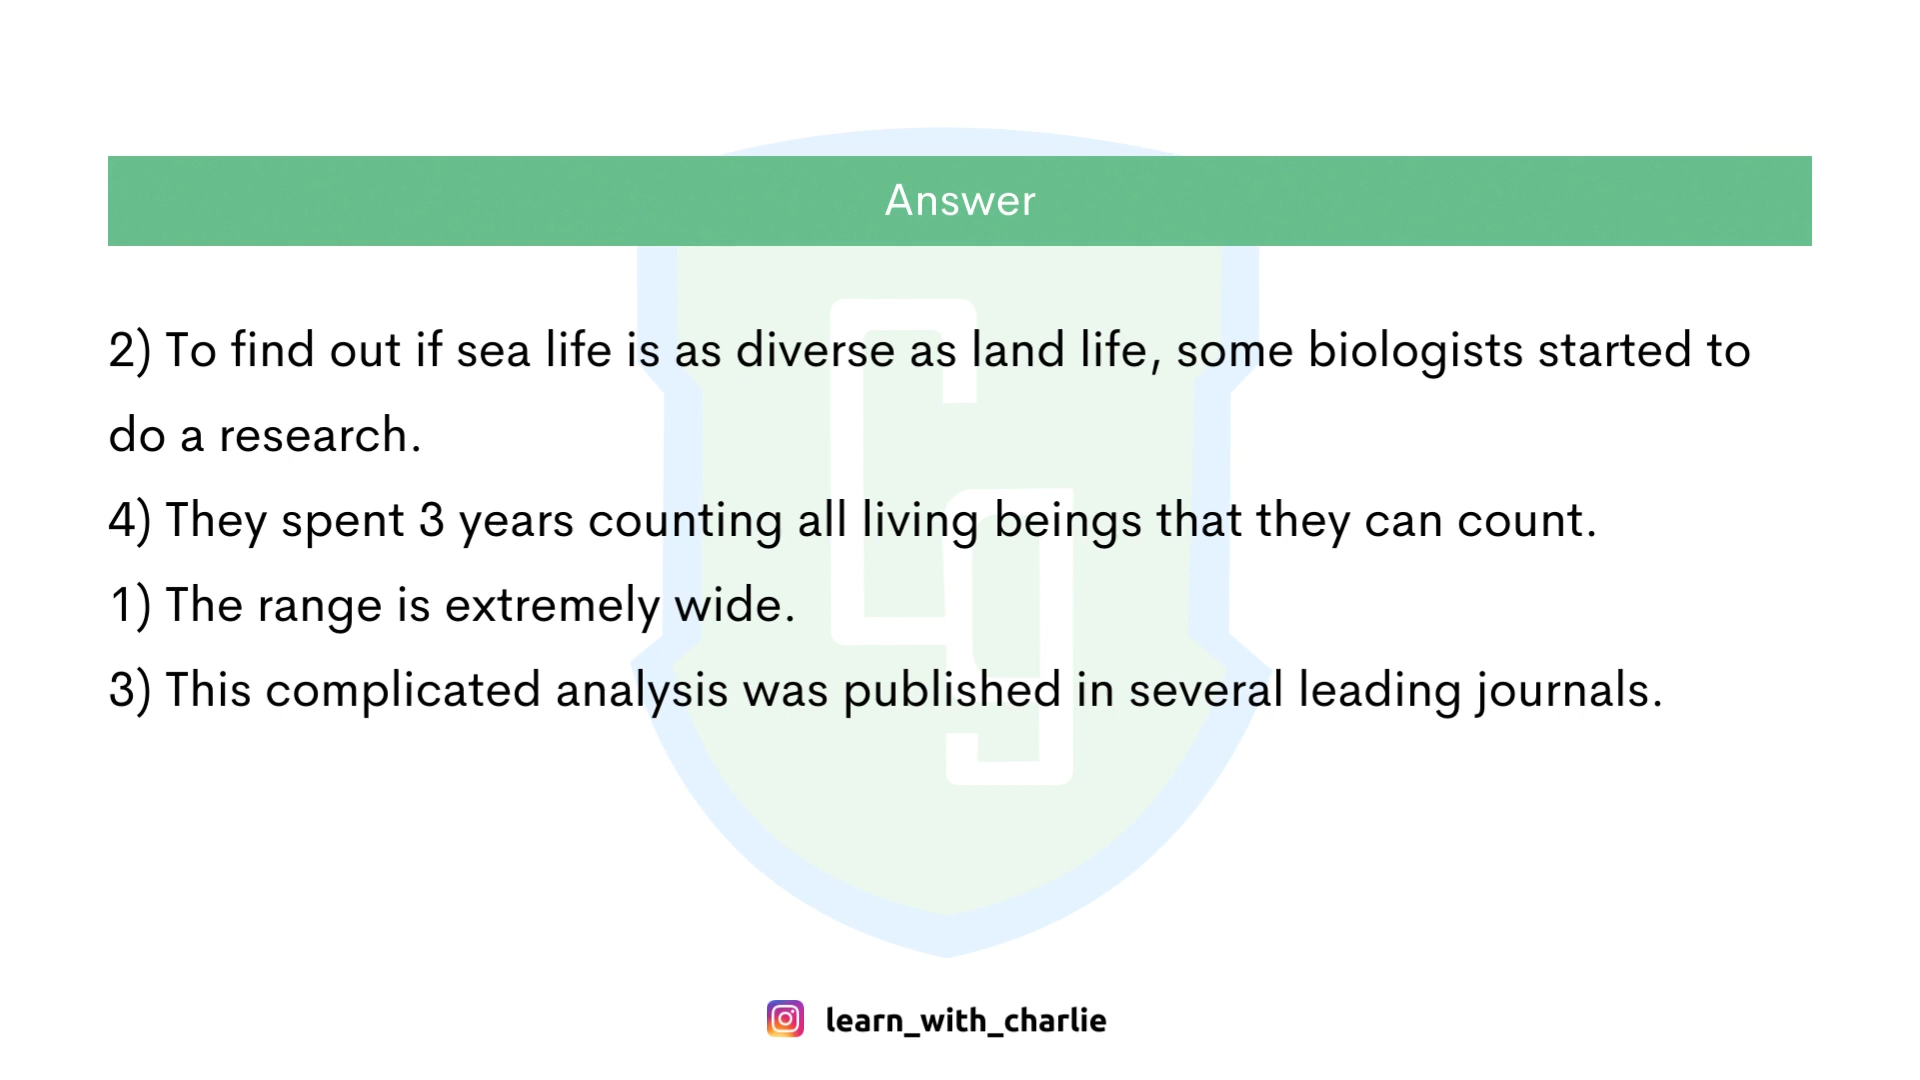 Answer
2) To find out if sea life is as diverse as land life, some biologists started to
do a research.
4) They spent 3 years counting all living beings that they can count.
1) The range is extremely wide.
3) This complicated analysis was published in several leading journals.
learn_with_charlie